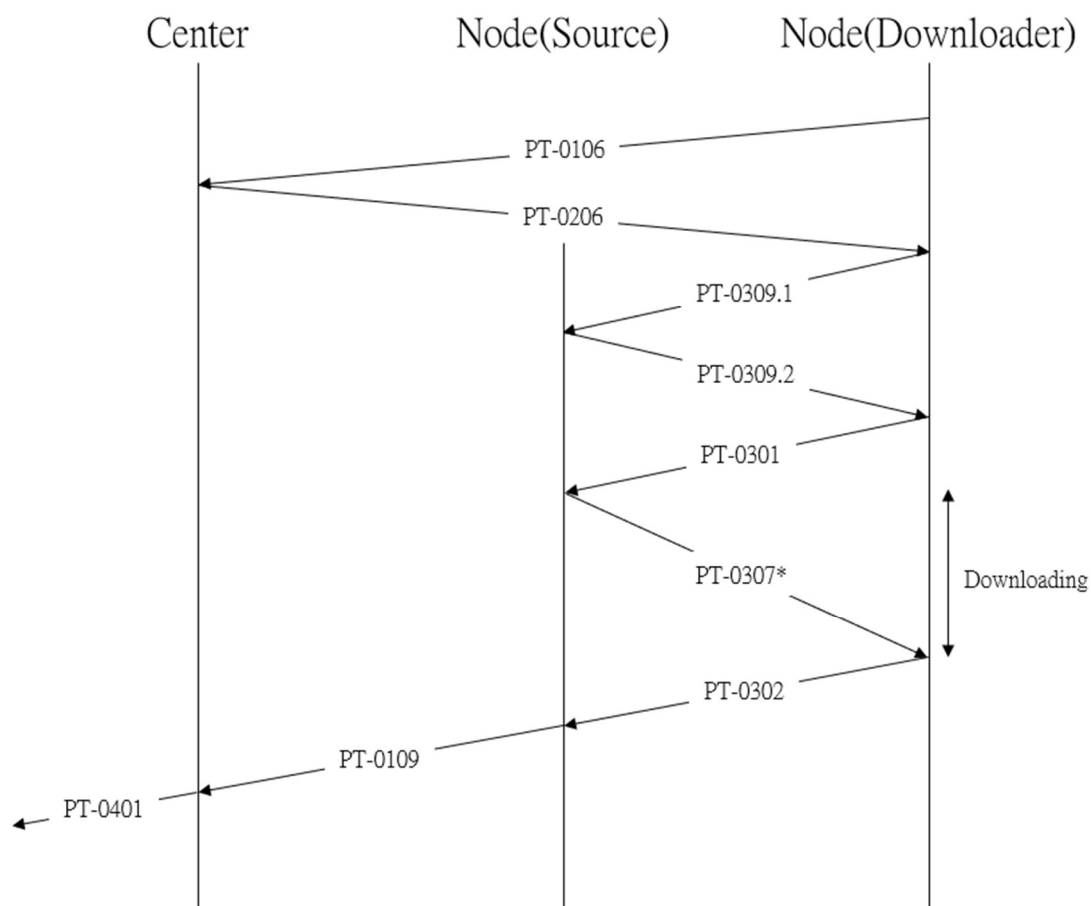 Center
Node(Source)
Node(Downloader)
PT-0106
PT-0206
PT-0309.1
PT-0309.2
PT-0301
PT-0307*
Downloading
PT-0302
PT-0109
PT-0401